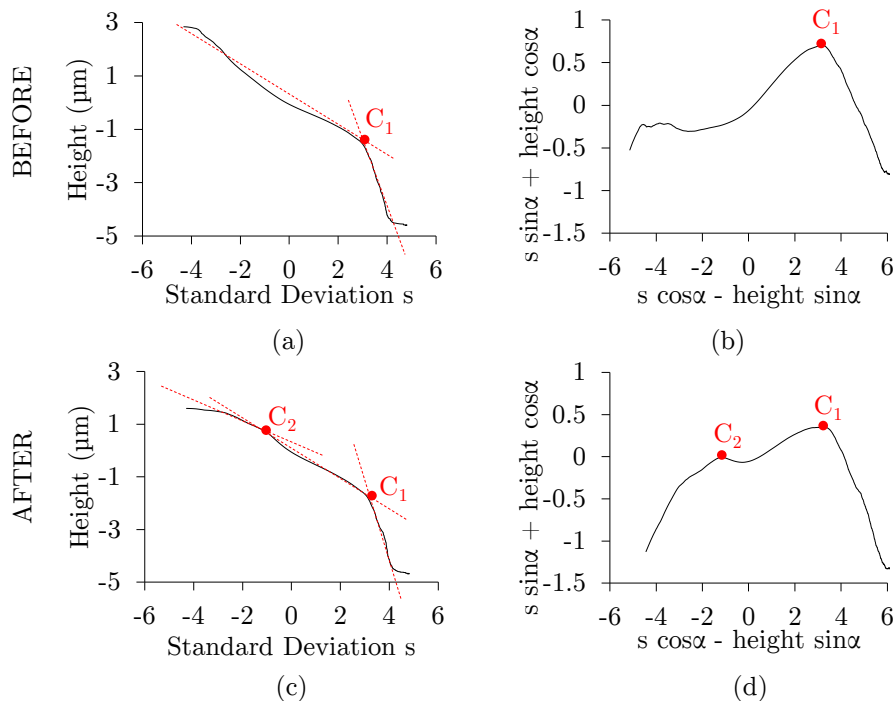 BEFORE
Height (µm)
3
1
-1
-3
-5
C1
-6 -4 -2 0 2 4 6
Standard Deviation s
(a)
s sinα + height cosα
1
0.5
0
-0.5
-1
-1.5
C1
-6 -4 -2 0 2 4 6
s cosα - height sinα
(b)
AFTER
Height (µm)
3
1
-1
-3
-5
C2
C1
-6 -4 -2 0 2 4 6
Standard Deviation s
(c)
s sinα + height cosα
1
0.5
0
-0.5
-1
-1.5
C2
C1
-6 -4 -2 0 2 4 6
s cosα - height sinα
(d)